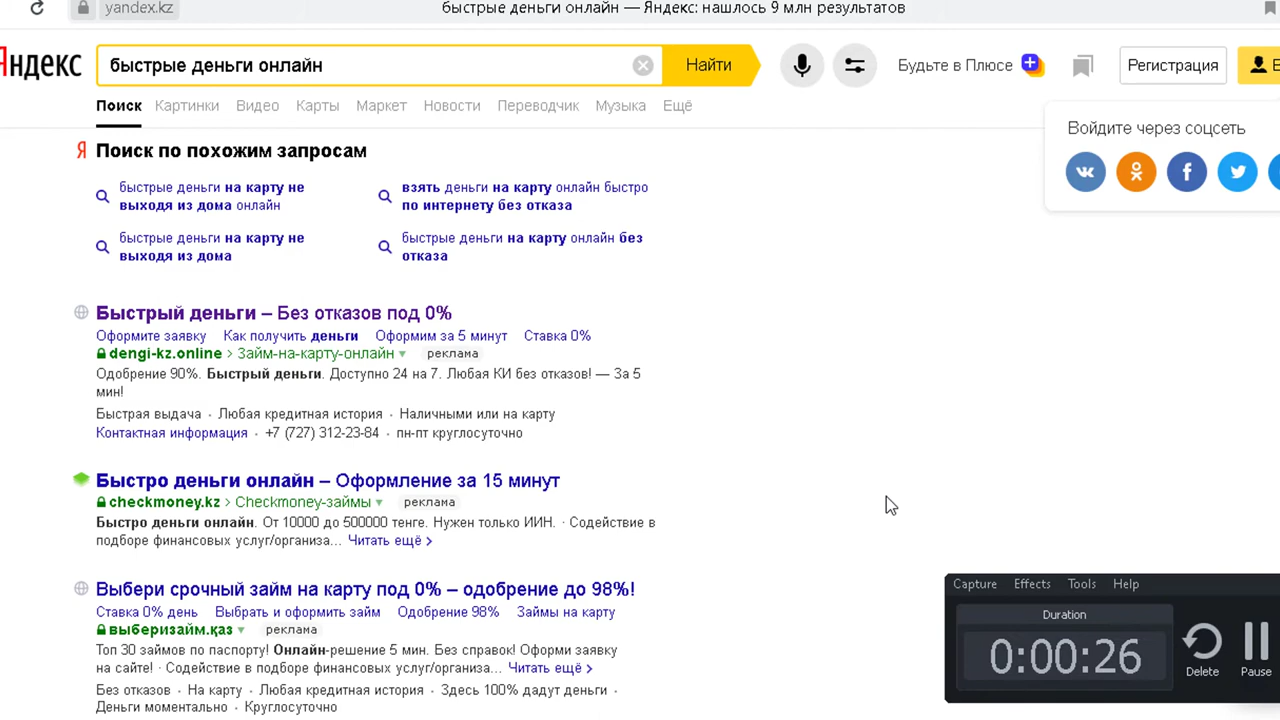 yandex.kz
быстрые деньги онлайн — Яндекс: нашлось 9 млн результатов
Яндекс
быстрые деньги онлайн
Найти
Будьте в Плюсе
Регистрация
Поиск Картинки Видео Карты Маркет Новости Переводчик Музыка Ещё
Войдите через соцсеть
Я Поиск по похожим запросам
быстрые деньги на карту не
выходя из дома онлайн
взять деньги на карту онлайн быстро
по интернету без отказа
быстрые деньги на карту не
выходя из дома
быстрые деньги на карту онлайн без
отказа
Быстрый деньги – Без отказов под 0%
Оформите заявку Как получить деньги Оформим за 5 минут Ставка 0%
dengi-kz.online > Займ-на-карту-онлайн реклама
Одобрение 90%. Быстрый деньги. Доступно 24 на 7. Любая КИ без отказов! — За 5
мин!
Быстрая выдача · Любая кредитная история · Наличными или на карту
Контактная информация · +7 (727) 312-23-84 · пн-пт круглосуточно
Быстро деньги онлайн – Оформление за 15 минут
checkmoney.kz > Checkmoney-займы реклама
Быстро деньги онлайн. От 10000 до 500000 тенге. Нужен только ИИН. · Содействие в
подборе финансовых услуг/организа... Читать ещё >
Выбери срочный займ на карту под 0% – одобрение до 98%!
Ставка 0% день Выбрать и оформить займ Одобрение 98% Займы на карту
выберизайм.қаз реклама
Топ 30 займов по паспорту! Онлайн-решение 5 мин. Без справок! Оформи заявку
на сайте! · Содействие в подборе финансовых услуг/организа... Читать ещё >
Без отказов · На карту · Любая кредитная история · Здесь 100% дадут деньги ·
Деньги моментально · Круглосуточно
Capture Effects Tools Help
Duration
0:00:26
Delete
Pause